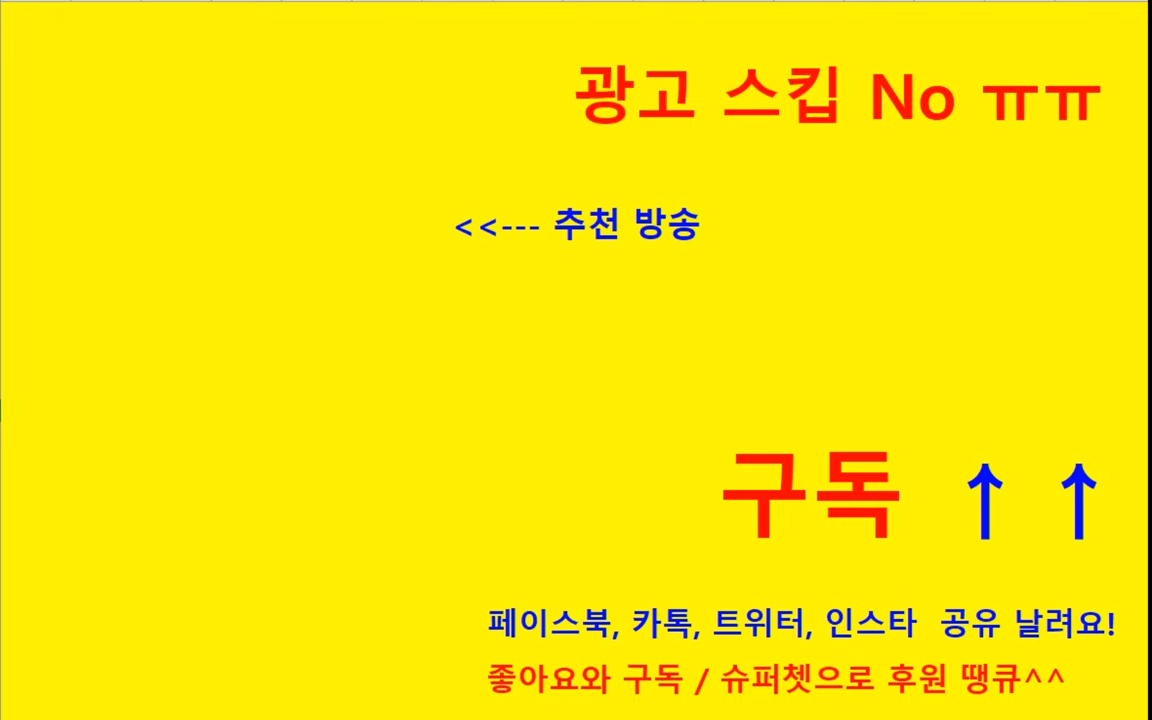 광고 스킵 No ㅠㅠ
<<--- 추천 방송
구독 ↑ ↑
페이스북, 카톡, 트위터, 인스타 공유 날려요!
좋아요와 구독 / 슈퍼쳇으로 후원 땡큐^^